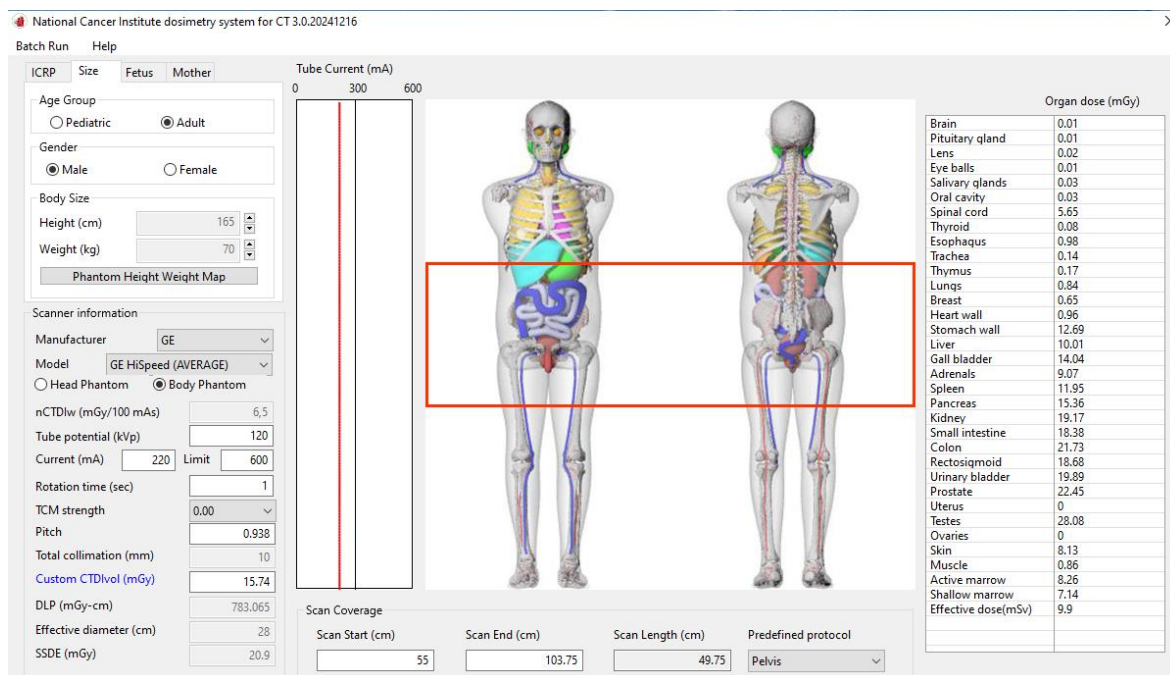 National Cancer Institute dosimetry system for CT 3.0.20241216
Batch Run Help
ICRP Size Fetus Mother
Age Group
Pediatric Adult
Gender
Male Female
Body Size
Height (cm) 165
Weight (kg) 70
Phantom Height Weight Map
Scanner information
Manufacturer GE
Model GE HiSpeed (AVERAGE)
Head Phantom Body Phantom
nCTDIw (mGy/100 mAs) 6,5
Tube potential (kVp) 120
Current (mA) 220 Limit 600
Rotation time (sec) 1
TCM strength 0.00
Pitch 0.938
Total collimation (mm) 10
Custom CTDIvol (mGy) 15.74
DLP (mGy-cm) 783.065
Effective diameter (cm) 28
SSDE (mGy) 20.9
Tube Current (mA)
0 300 600
Scan Coverage
Scan Start (cm) Scan End (cm) Scan Length (cm) Predefined protocol
55 103.75 49.75 Pelvis
Organ dose (mGy)
Brain 0.01
Pituitary gland 0.01
Lens 0.02
Eye balls 0.01
Salivary glands 0.03
Oral cavity 0.03
Spinal cord 5.65
Thyroid 0.08
Esophagus 0.98
Trachea 0.14
Thymus 0.17
Lungs 0.84
Breast 0.65
Heart wall 0.96
Stomach wall 12.69
Liver 10.01
Gall bladder 14.04
Adrenals 9.07
Spleen 11.95
Pancreas 15.36
Kidney 19.17
Small intestine 18.38
Colon 21.73
Rectosigmoid 18.68
Urinary bladder 19.89
Prostate 22.45
Uterus 0
Testes 28.08
Ovaries 0
Skin 8.13
Muscle 0.86
Active marrow 8.26
Shallow marrow 7.14
Effective dose(mSv) 9.9